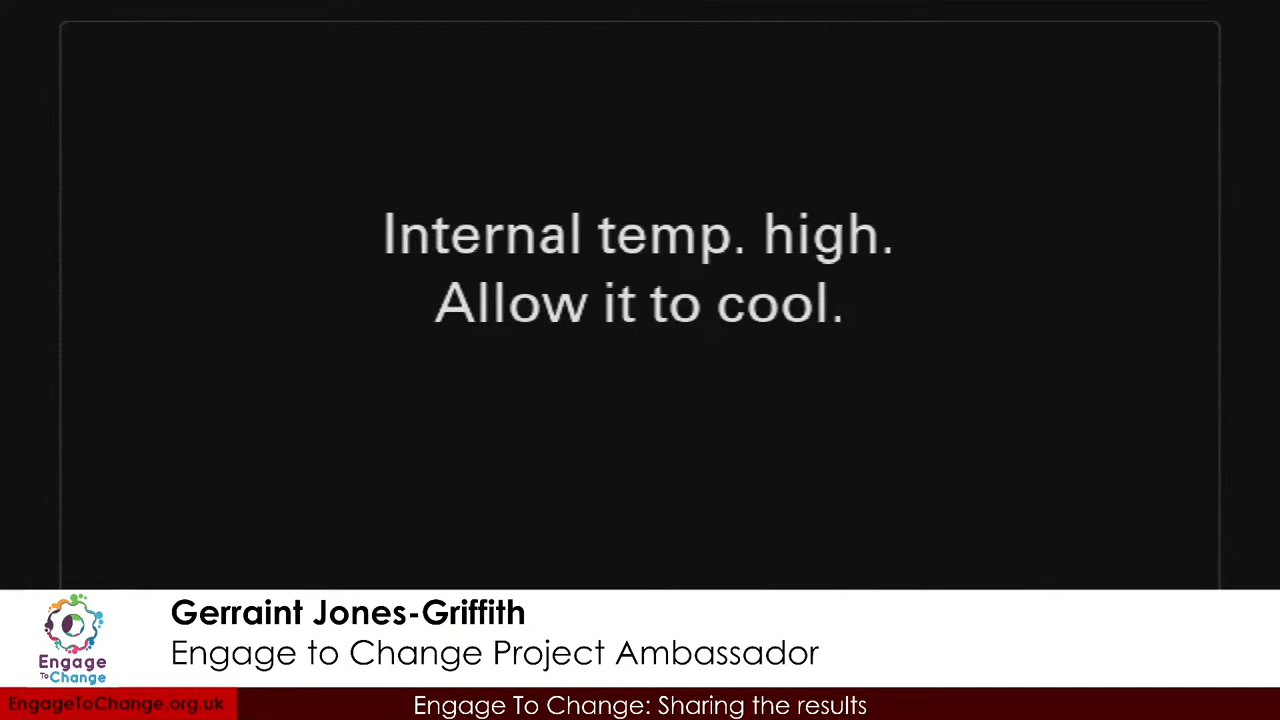 Internal temp. high.
Allow it to cool.
Gerraint Jones-Griffith
Engage to Change Project Ambassador
Engage
To Change
EngageToChange.org.uk
Engage To Change: Sharing the results